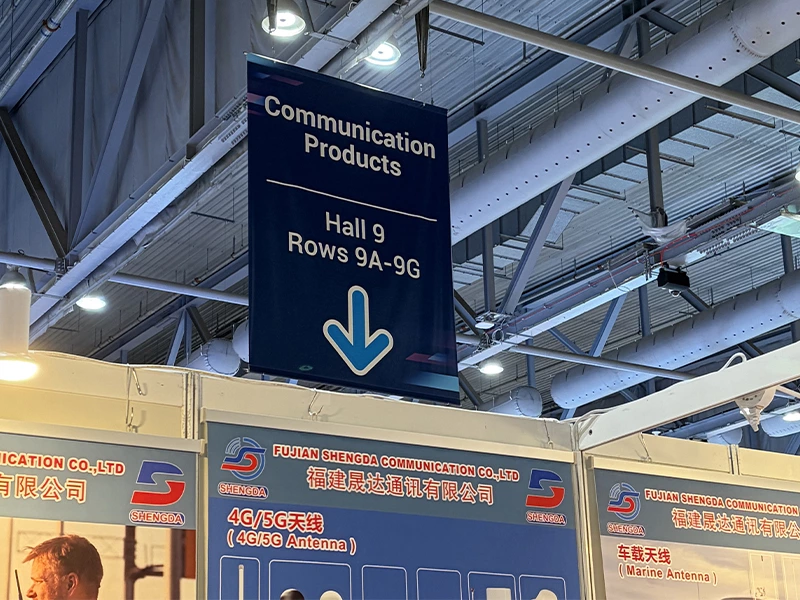 Communication
Products
Hall 9
Rows 9A-9G
ICATION CO.,LTD
有限公司
SHENGDA
SHENGDA
FUJIAN SHENGDA COMMUNICATION CO.,LTD
福建晟达通讯有限公司
SHENGDA
4G/5G天线
( 4G/5G Antenna )
SHENGDA
FUJIAN SHENGDA COMMUNICATION
福建晟达通讯有限公
车载天线
( Marine Antenna )